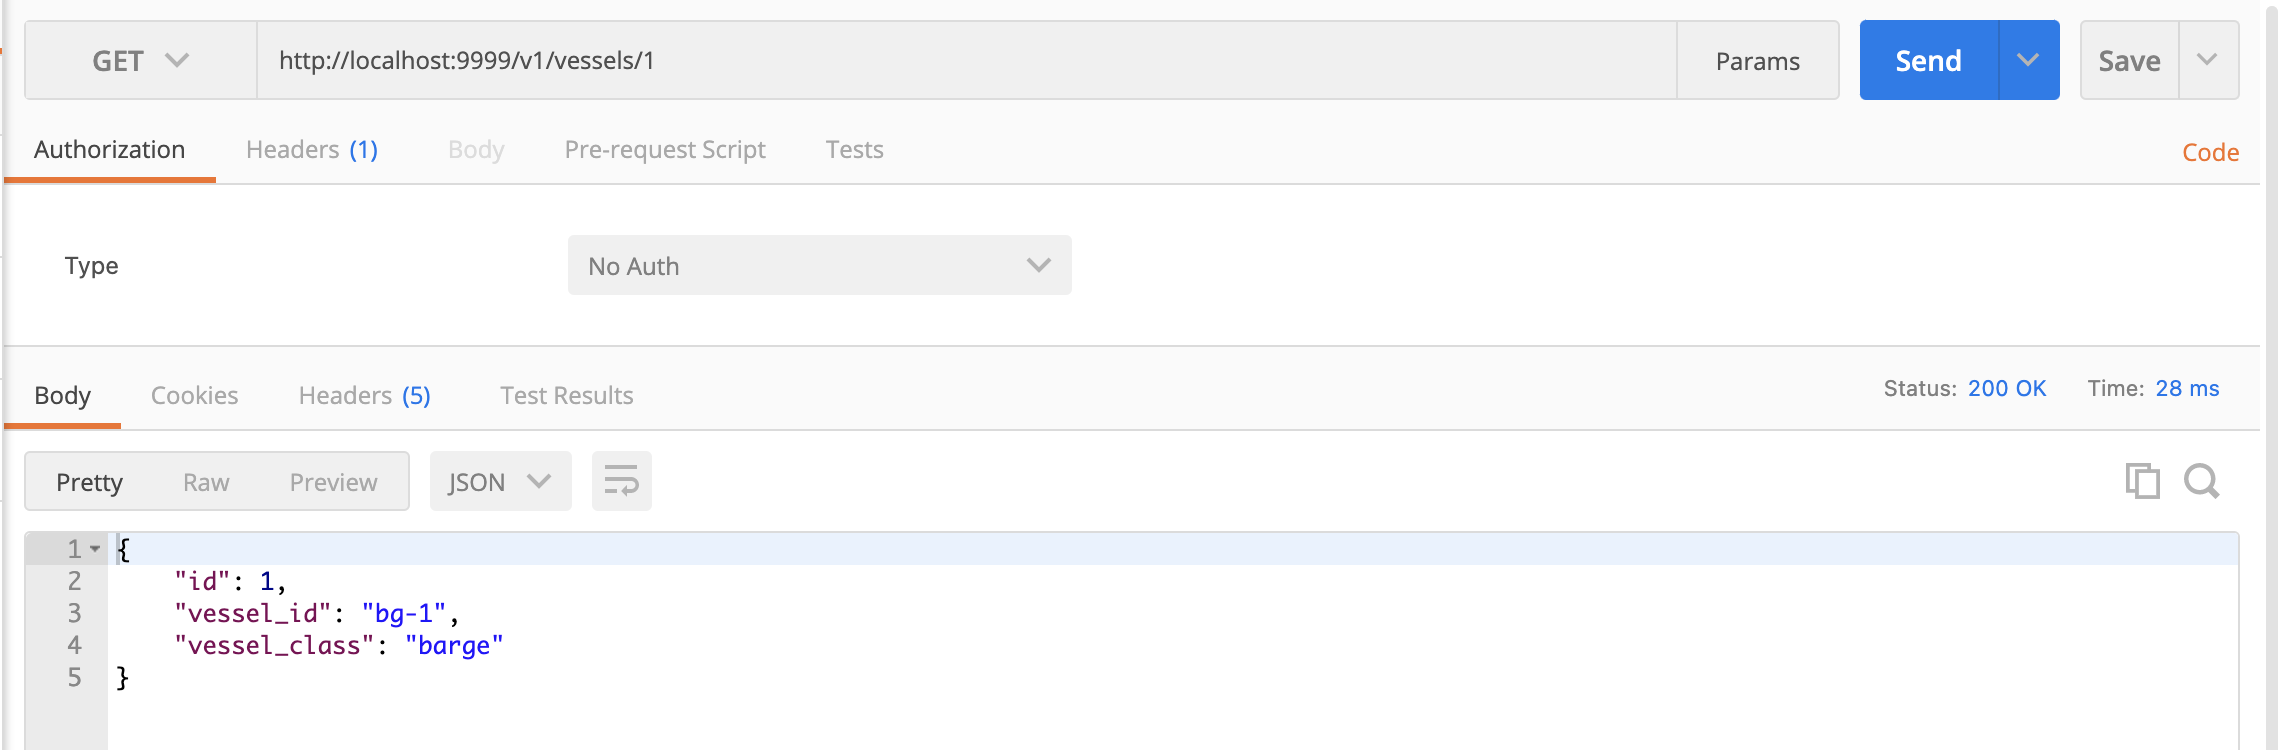 GET http://localhost:9999/v1/vessels/1 Params Send Save
Authorization Headers (1) Body Pre-request Script Tests Code
Type No Auth
Body Cookies Headers (5) Test Results Status: 200 OK Time: 28 ms
Pretty Raw Preview JSON
1 {
2 "id": 1,
3 "vessel_id": "bg-1",
4 "vessel_class": "barge"
5 }